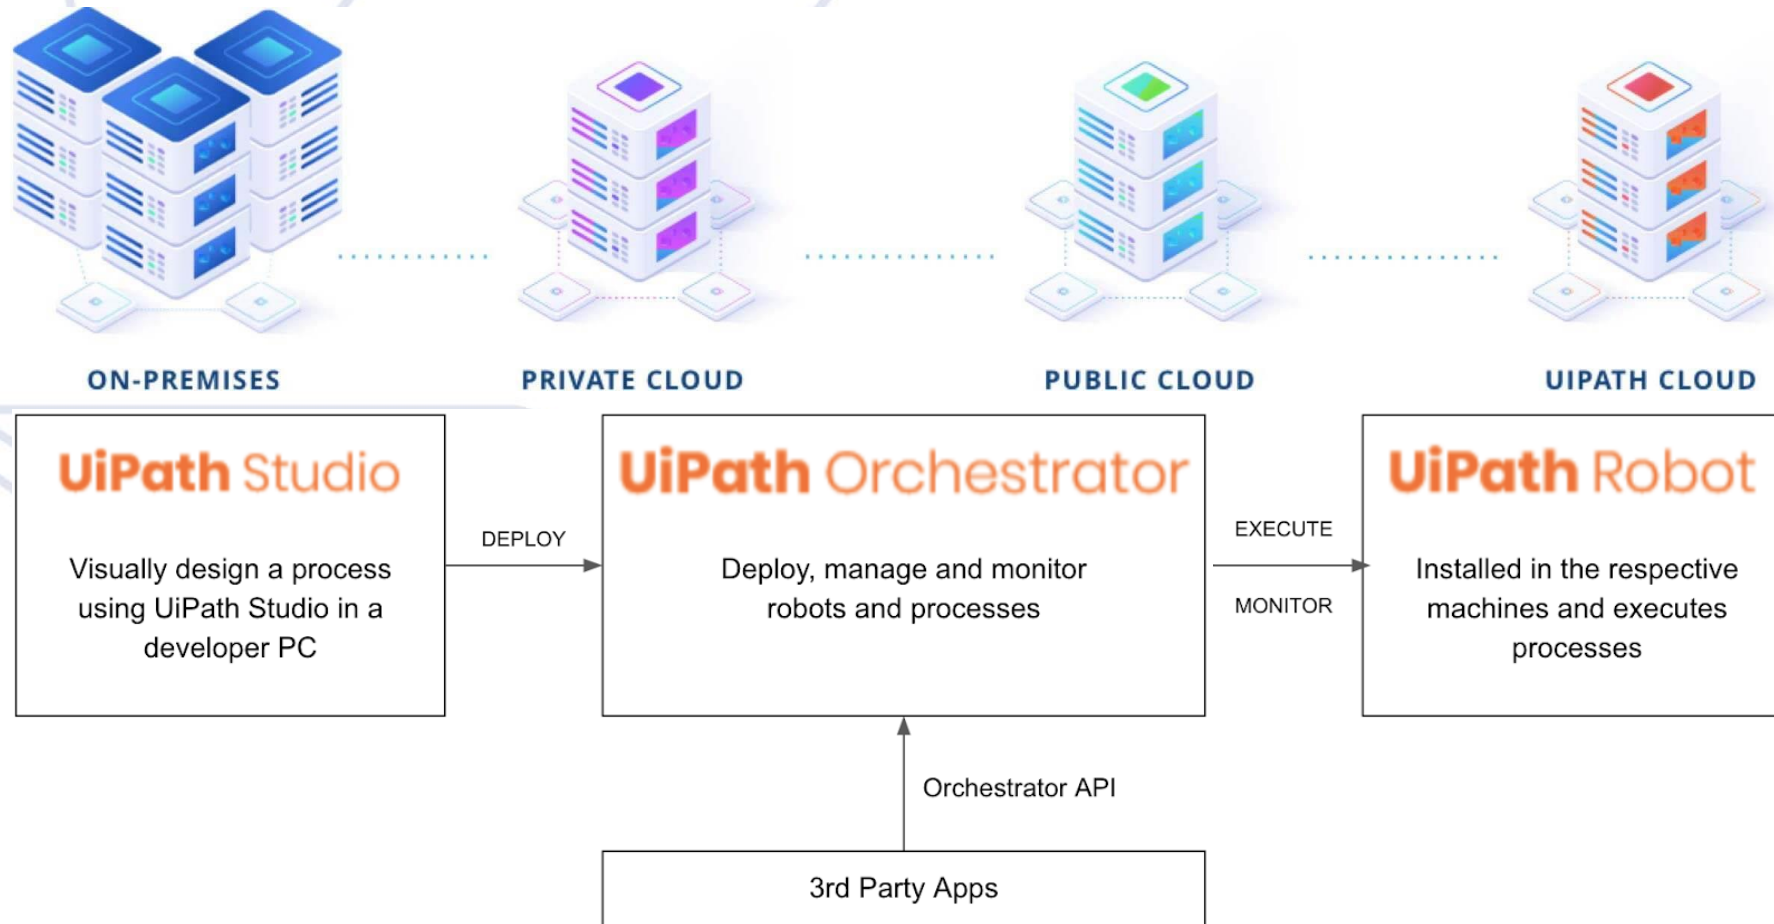 ON-PREMISES
PRIVATE CLOUD
PUBLIC CLOUD
UIPATH CLOUD
UiPath Studio
Visually design a process
using UiPath Studio in a
developer PC
DEPLOY
UiPath Orchestrator
Deploy, manage and monitor
robots and processes
EXECUTE
MONITOR
UiPath Robot
Installed in the respective
machines and executes
processes
Orchestrator API
3rd Party Apps